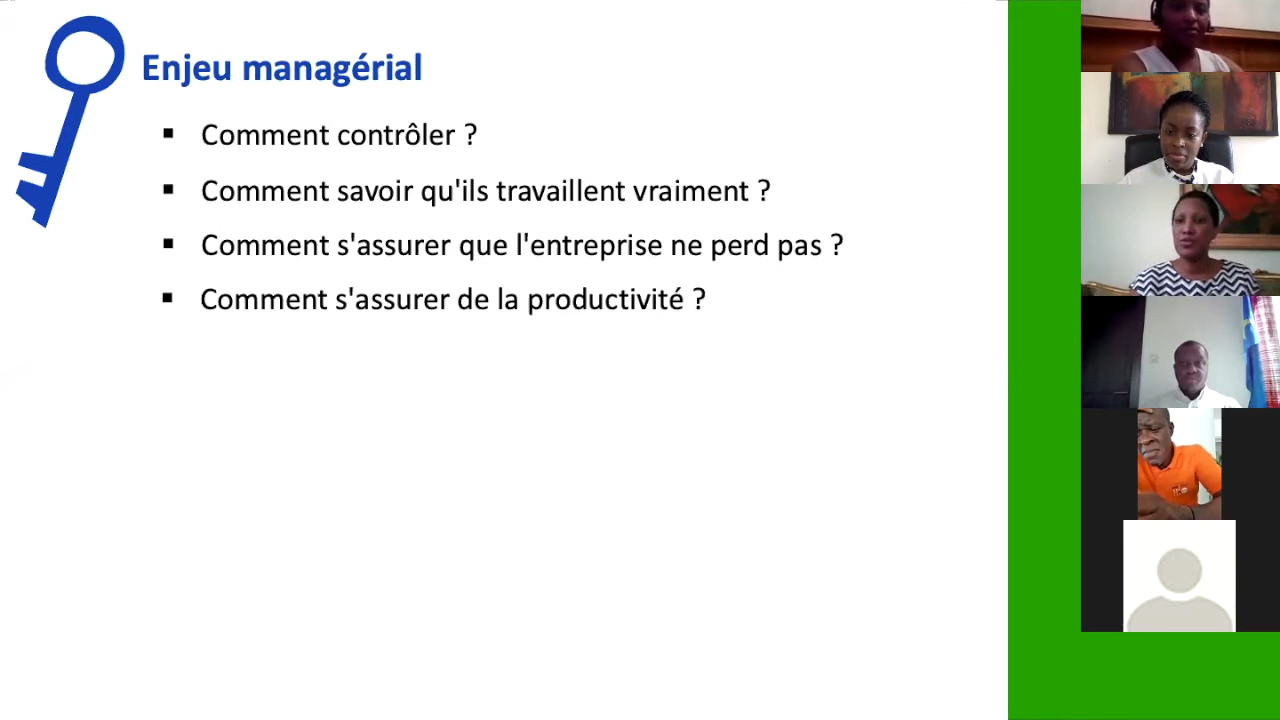 Enjeu managérial
▪ Comment contrôler ?
▪ Comment savoir qu'ils travaillent vraiment ?
▪ Comment s'assurer que l'entreprise ne perd pas ?
▪ Comment s'assurer de la productivité ?